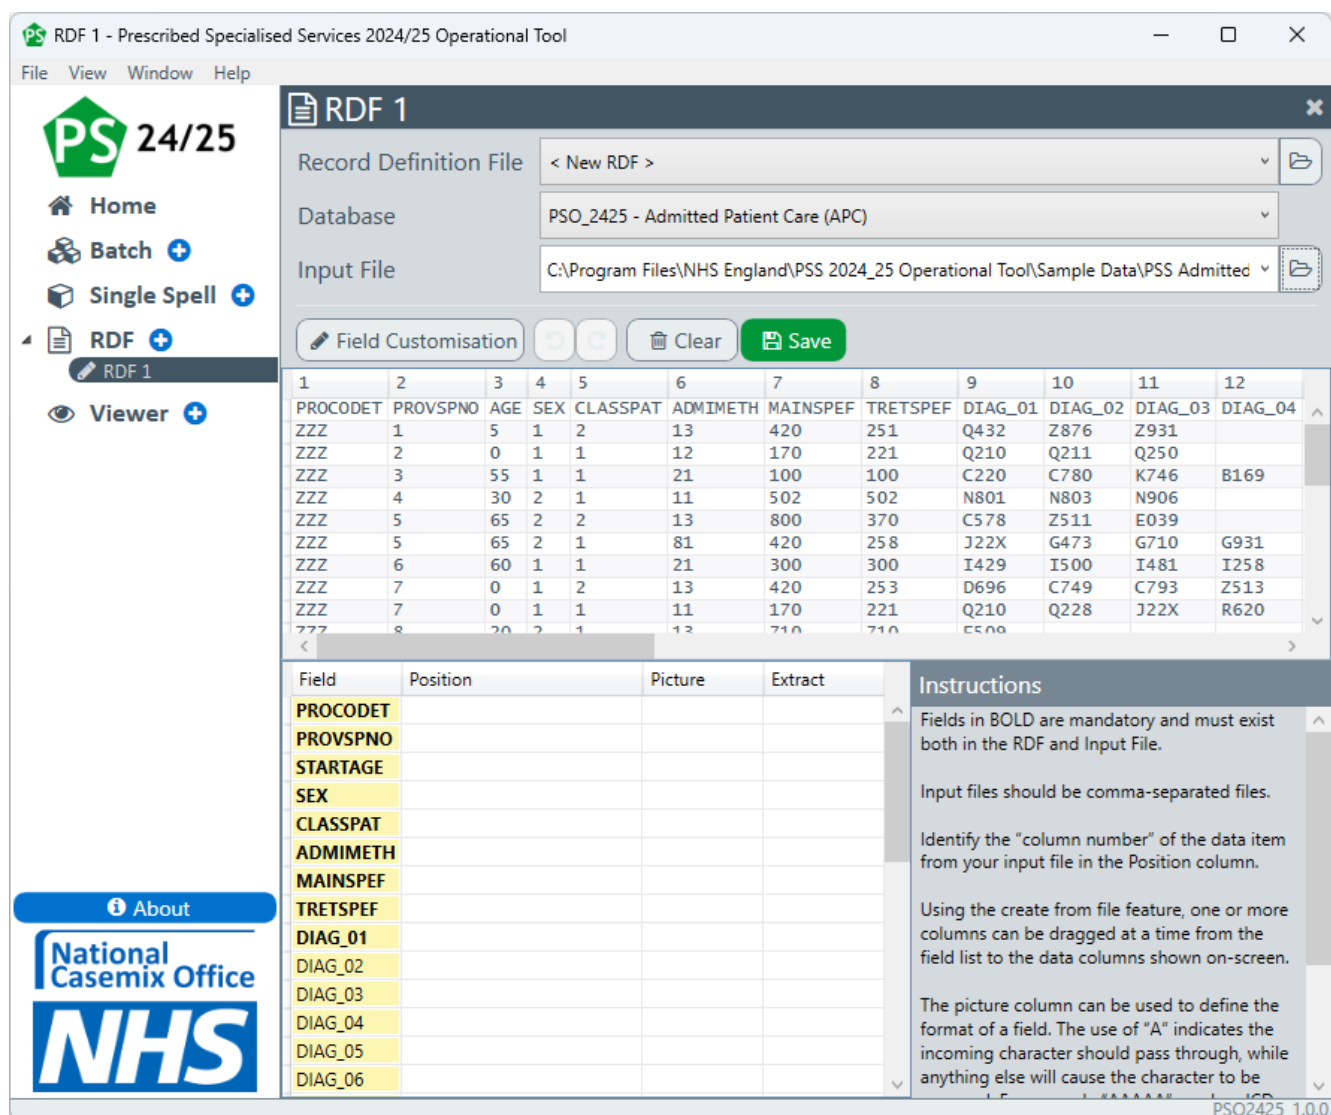 RDF 1 - Prescribed Specialised Services 2024/25 Operational Tool
File View Window Help
PS 24/25
Home
Batch
Single Spell
RDF
RDF 1
Viewer
About
National
Casemix Office
NHS
RDF 1
Record Definition File < New RDF >
Database PSO_2425 - Admitted Patient Care (APC)
Input File C:\Program Files\NHS England\PSS 2024_25 Operational Tool\Sample Data\PSS Admitted
Field Customisation Clear Save
1 2 3 4 5 6 7 8 9 10 11 12
PROCODET PROVSPNO AGE SEX CLASSPAT ADMIMETH MAINSPEF TRETSPEF DIAG_01 DIAG_02 DIAG_03 DIAG_04
ZZZ 1 5 1 2 13 420 251 Q432 Z876 Z931
ZZZ 2 0 1 1 12 170 221 Q210 Q211 Q250
ZZZ 3 55 1 1 21 100 100 C220 C780 K746 B169
ZZZ 4 30 2 1 11 502 502 N801 N803 N906
ZZZ 5 65 2 2 13 800 370 C578 Z511 E039
ZZZ 5 65 2 1 81 420 258 J22X G473 G710 G931
ZZZ 6 60 1 1 21 300 300 I429 I500 I481 I258
ZZZ 7 0 1 2 13 420 253 D696 C749 C793 Z513
ZZZ 7 0 1 1 11 170 221 Q210 Q228 J22X R620
ZZZ 8 20 2 1 13 710 710
Field Position Picture Extract
PROCODET
PROVSPNO
STARTAGE
SEX
CLASSPAT
ADMIMETH
MAINSPEF
TRETSPEF
DIAG_01
DIAG_02
DIAG_03
DIAG_04
DIAG_05
DIAG_06
Instructions
Fields in BOLD are mandatory and must exist
both in the RDF and Input File.
Input files should be comma-separated files.
Identify the "column number" of the data item
from your input file in the Position column.
Using the create from file feature, one or more
columns can be dragged at a time from the
field list to the data columns shown on-screen.
The picture column can be used to define the
format of a field. The use of "A" indicates the
incoming character should pass through, while
anything else will cause the character to be
PSO2425 1.0.0